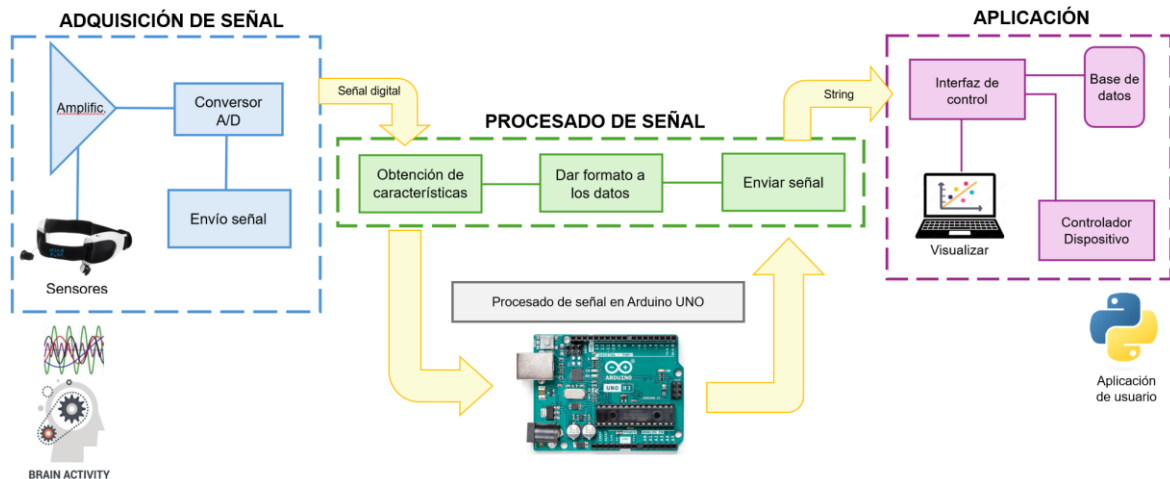 ADQUISICIÓN DE SEÑAL
Amplific.
Conversor
A/D
Envío señal
Sensores
BRAIN ACTIVITY
Señal digital
PROCESADO DE SEÑAL
Obtención de
características
Dar formato a
los datos
Enviar señal
Procesado de señal en Arduino UNO
ARDUINO
UNO R3
String
APLICACIÓN
Interfaz de
control
Base de
datos
Visualizar
Controlador
Dispositivo
Aplicación
de usuario